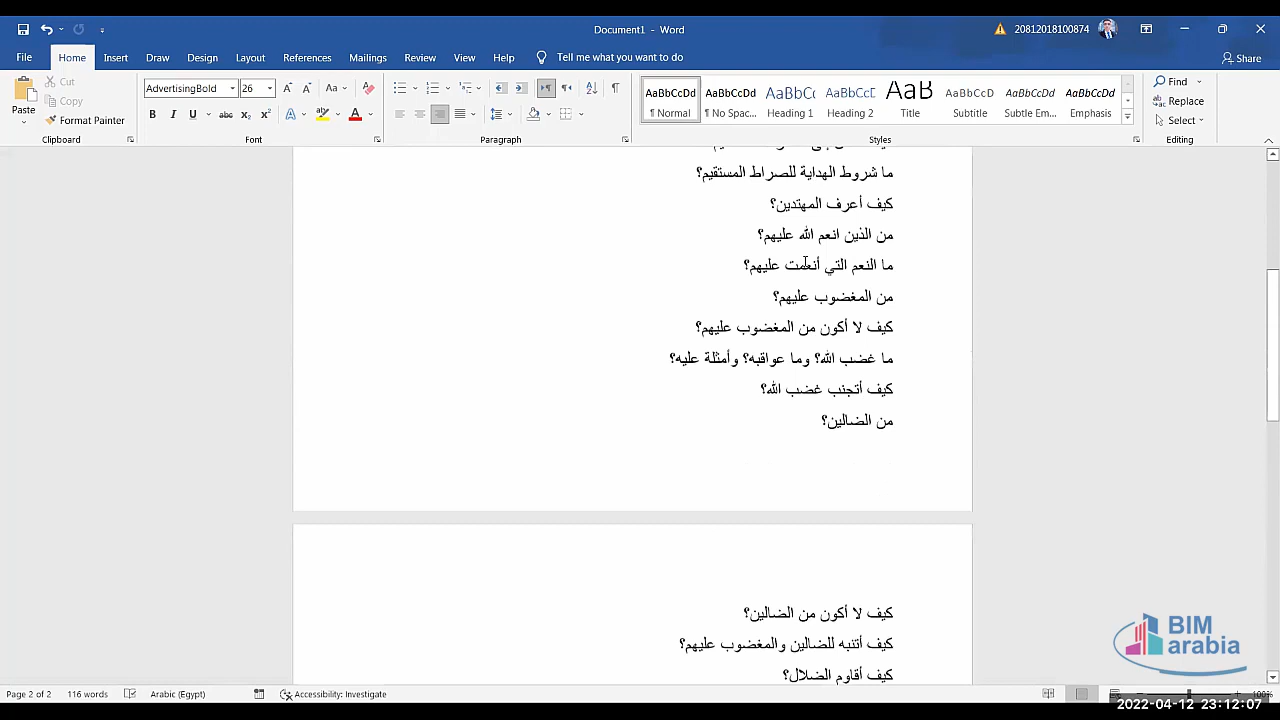 Document1 - Word
20812018100874
File Home Insert Draw Design Layout References Mailings Review View Help Tell me what you want to do Share
Paste
Cut
Copy
Format Painter
Clipboard
AdvertisingBold 26
Font
Paragraph
AaBbCcDd ¶ Normal
AaBbCcDd ¶ No Spac...
AaBbCc Heading 1
AaBbCcC Heading 2
AaB Title
AaBbCcD Subtitle
AaBbCcDd Subtle Em...
AaBbCcDd Emphasis
Styles
Find
Replace
Select
Editing
ما شروط الهداية للصراط المستقيم؟
كيف أعرف المهتدين؟
من الذين انعم الله عليهم؟
ما النعم التي أنعمت عليهم؟
من المغضوب عليهم؟
كيف لا أكون من المغضوب عليهم؟
ما غضب الله؟ وما عواقبه؟ وأمثلة عليه؟
كيف أتجنب غضب الله؟
من الضالين؟
كيف لا أكون من الضالين؟
كيف أتنبه للضالين والمغضوب عليهم؟
كيف أقاوم الضلال؟
BIM
arabia
Page 2 of 2 116 words Arabic (Egypt) Accessibility: Investigate 100%
2022-04-12 23:12:07